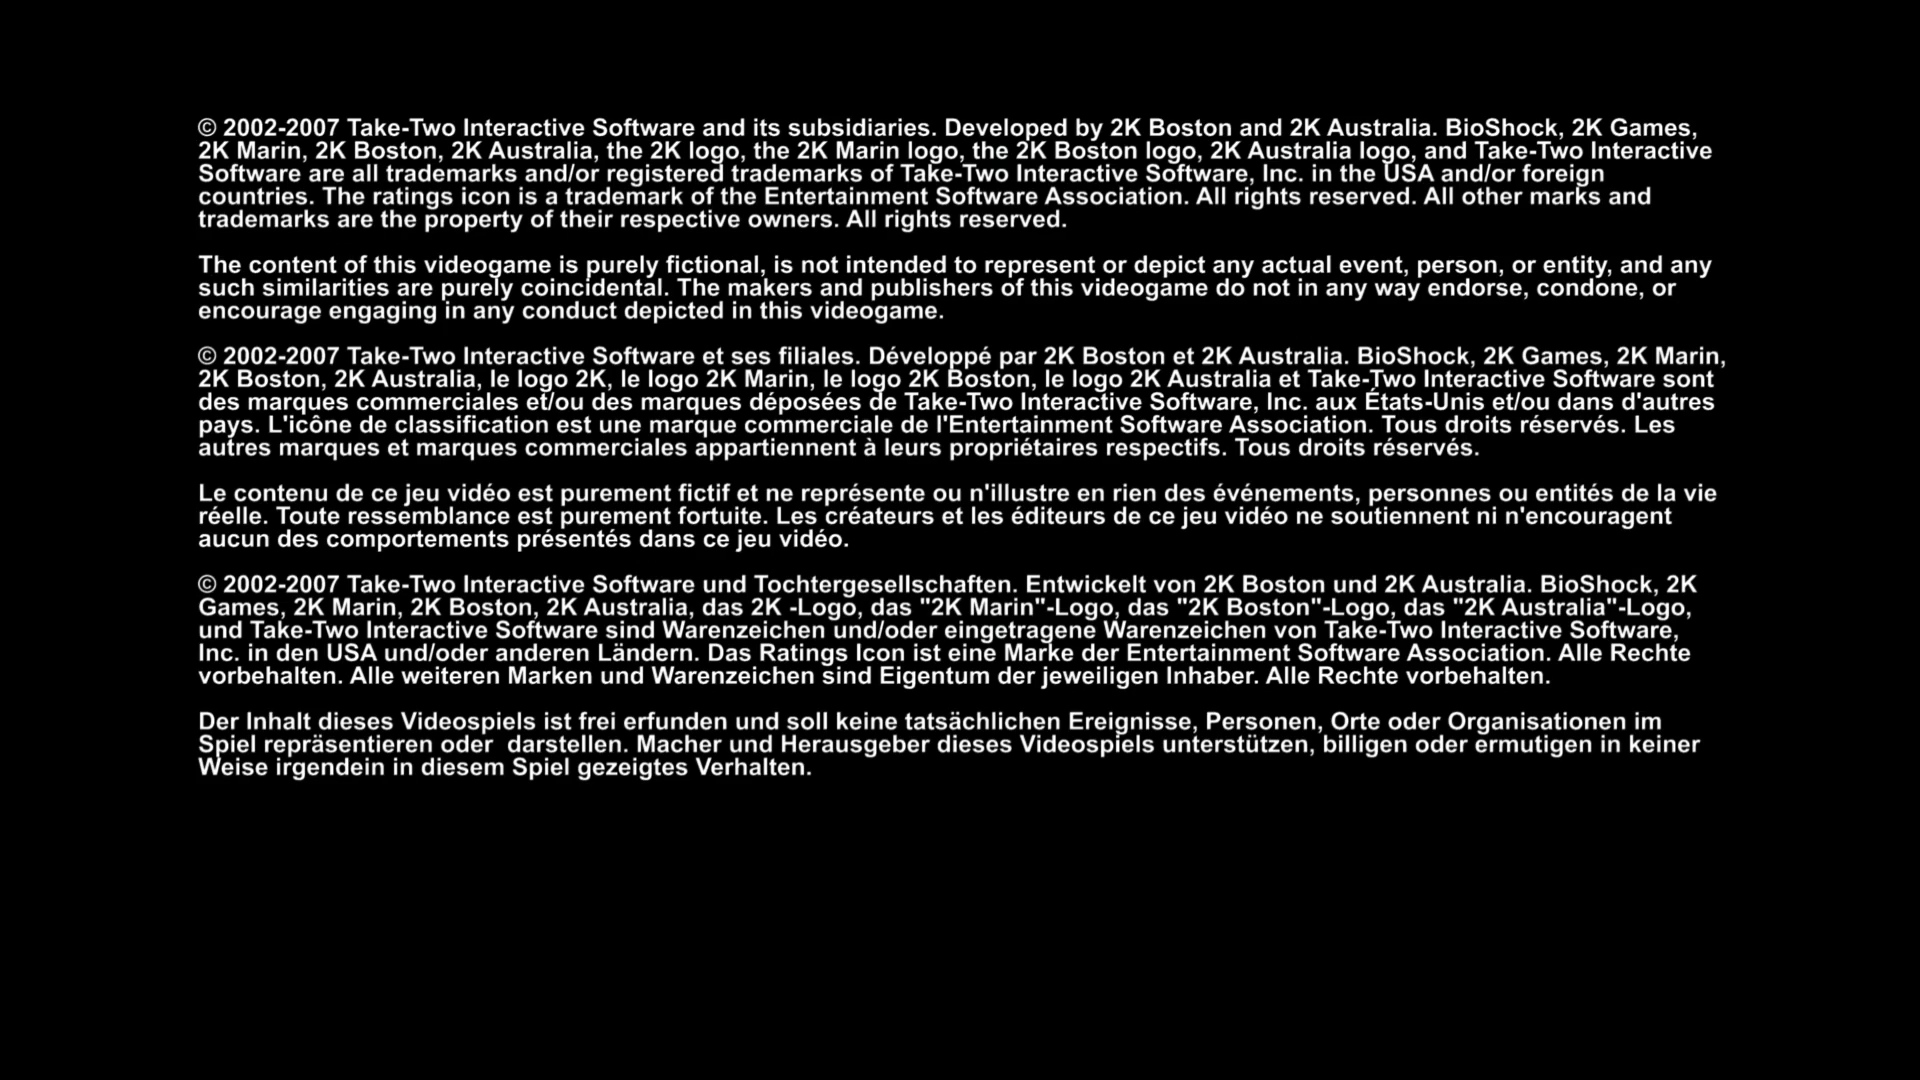 © 2002-2007 Take-Two Interactive Software and its subsidiaries. Developed by 2K Boston and 2K Australia. BioShock, 2K Games,
2K Marin, 2K Boston, 2K Australia, the 2K logo, the 2K Marin logo, the 2K Boston logo, 2K Australia logo, and Take-Two Interactive
Software are all trademarks and/or registered trademarks of Take-Two Interactive Software, Inc. in the USA and/or foreign
countries. The ratings icon is a trademark of the Entertainment Software Association. All rights reserved. All other marks and
trademarks are the property of their respective owners. All rights reserved.
The content of this videogame is purely fictional, is not intended to represent or depict any actual event, person, or entity, and any
such similarities are purely coincidental. The makers and publishers of this videogame do not in any way endorse, condone, or
encourage engaging in any conduct depicted in this videogame.
© 2002-2007 Take-Two Interactive Software et ses filiales. Développé par 2K Boston et 2K Australia. BioShock, 2K Games, 2K Marin,
2K Boston, 2K Australia, le logo 2K, le logo 2K Marin, le logo 2K Boston, le logo 2K Australia et Take-Two Interactive Software sont
des marques commerciales et/ou des marques déposées de Take-Two Interactive Software, Inc. aux États-Unis et/ou dans d'autres
pays. L'icône de classification est une marque commerciale de l'Entertainment Software Association. Tous droits réservés. Les
autres marques et marques commerciales appartiennent à leurs propriétaires respectifs. Tous droits réservés.
Le contenu de ce jeu vidéo est purement fictif et ne représente ou n'illustre en rien des événements, personnes ou entités de la vie
réelle. Toute ressemblance est purement fortuite. Les créateurs et les éditeurs de ce jeu vidéo ne soutiennent ni n'encouragent
aucun des comportements présentés dans ce jeu vidéo.
© 2002-2007 Take-Two Interactive Software und Tochtergesellschaften. Entwickelt von 2K Boston und 2K Australia. BioShock, 2K
Games, 2K Marin, 2K Boston, 2K Australia, das 2K -Logo, das "2K Marin"-Logo, das "2K Boston"-Logo, das "2K Australia"-Logo,
und Take-Two Interactive Software sind Warenzeichen und/oder eingetragene Warenzeichen von Take-Two Interactive Software,
Inc. in den USA und/oder anderen Ländern. Das Ratings Icon ist eine Marke der Entertainment Software Association. Alle Rechte
vorbehalten. Alle weiteren Marken und Warenzeichen sind Eigentum der jeweiligen Inhaber. Alle Rechte vorbehalten.
Der Inhalt dieses Videospiels ist frei erfunden und soll keine tatsächlichen Ereignisse, Personen, Orte oder Organisationen im
Spiel repräsentieren oder  darstellen. Macher und Herausgeber dieses Videospiels unterstützen, billigen oder ermutigen in keiner
Weise irgendein in diesem Spiel gezeigtes Verhalten.